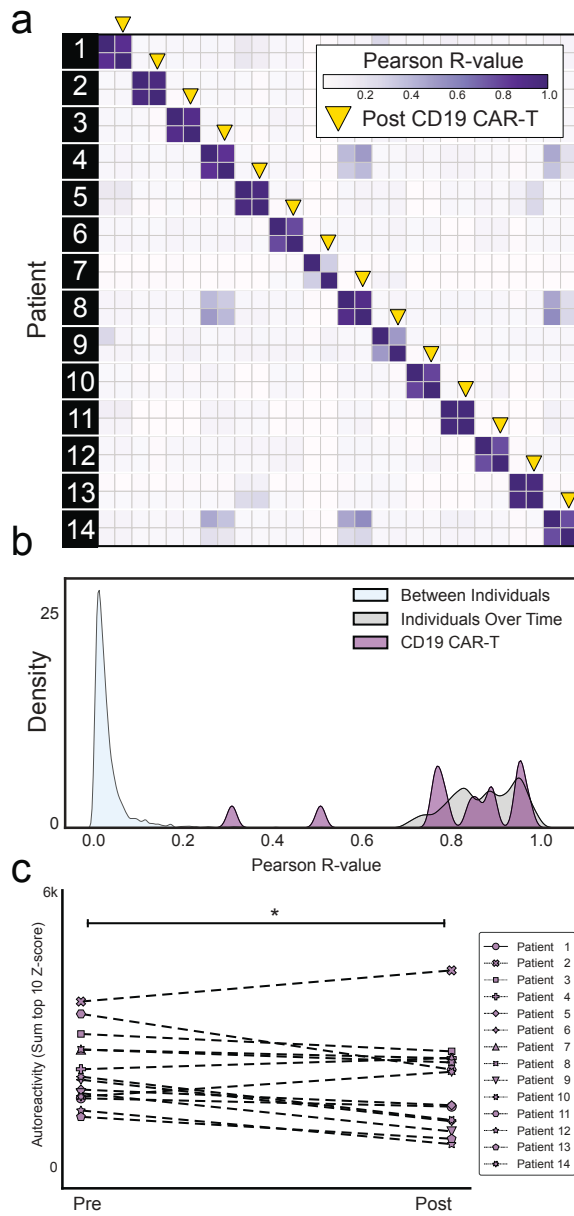 a
Pearson R-value
0.2 0.4 0.6 0.8 1.0
Post CD19 CAR-T
Patient
1
2
3
4
5
6
7
8
9
10
11
12
13
14
b
Between Individuals
Individuals Over Time
CD19 CAR-T
Density
25
0
0.0 0.2 0.4 0.6 0.8 1.0
Pearson R-value
c
Autoreactivity (Sum top 10 Z-score)
6k
0
*
Pre Post
Patient 1
Patient 2
Patient 3
Patient 4
Patient 5
Patient 6
Patient 7
Patient 8
Patient 9
Patient 10
Patient 11
Patient 12
Patient 13
Patient 14